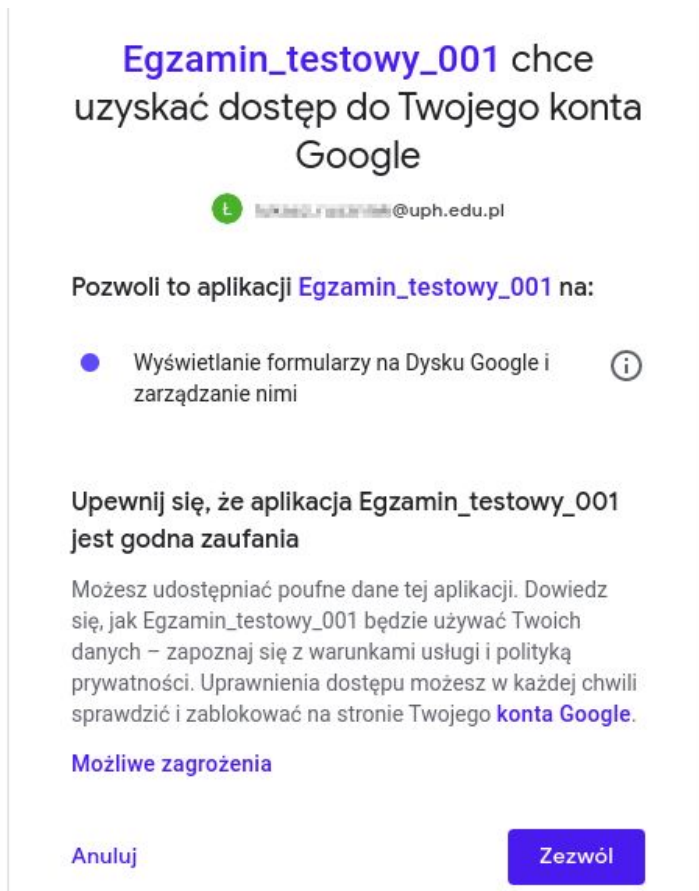 Egzamin_testowy_001 chce
uzyskać dostęp do Twojego konta
Google
Ł @uph.edu.pl
Pozwoli to aplikacji Egzamin_testowy_001 na:
Wyświetlanie formularzy na Dysku Google i
zarządzanie nimi
Upewnij się, że aplikacja Egzamin_testowy_001
jest godna zaufania
Możesz udostępniać poufne dane tej aplikacji. Dowiedz
się, jak Egzamin_testowy_001 będzie używać Twoich
danych – zapoznaj się z warunkami usługi i polityką
prywatności. Uprawnienia dostępu możesz w każdej chwili
sprawdzić i zablokować na stronie Twojego konta Google.
Możliwe zagrożenia
Anuluj
Zezwól